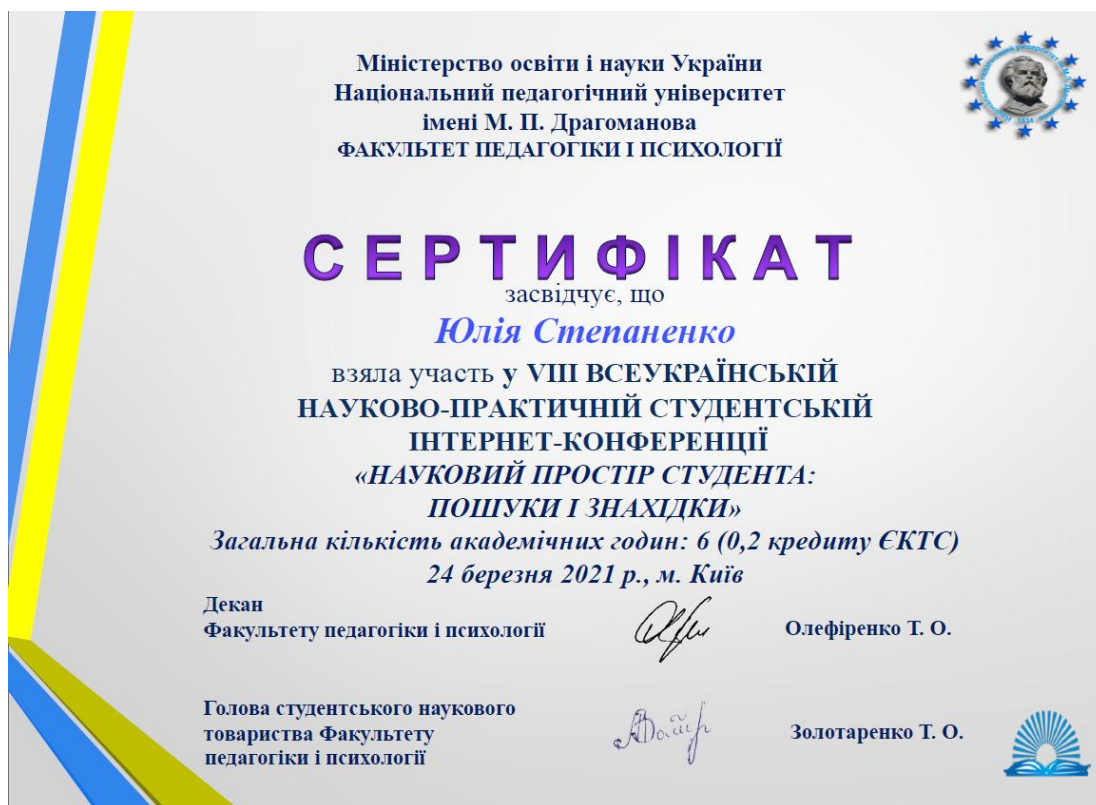 Міністерство освіти і науки України
Національний педагогічний університет
імені М. П. Драгоманова
ФАКУЛЬТЕТ ПЕДАГОГІКИ І ПСИХОЛОГІЇ
СЕРТИФІКАТ
засвідчує, що
Юлія Степаненко
взяла участь у VIII ВСЕУКРАЇНСЬКІЙ
НАУКОВО-ПРАКТИЧНІЙ СТУДЕНТСЬКІЙ
ІНТЕРНЕТ-КОНФЕРЕНЦІЇ
«НАУКОВИЙ ПРОСТІР СТУДЕНТА:
ПОШУКИ І ЗНАХІДКИ»
Загальна кількість академічних годин: 6 (0,2 кредиту ЄКТС)
24 березня 2021 р., м. Київ
Декан
Факультету педагогіки і психології
Олефіренко Т. О.
Голова студентського наукового
товариства Факультету
педагогіки і психології
Золотаренко Т. О.